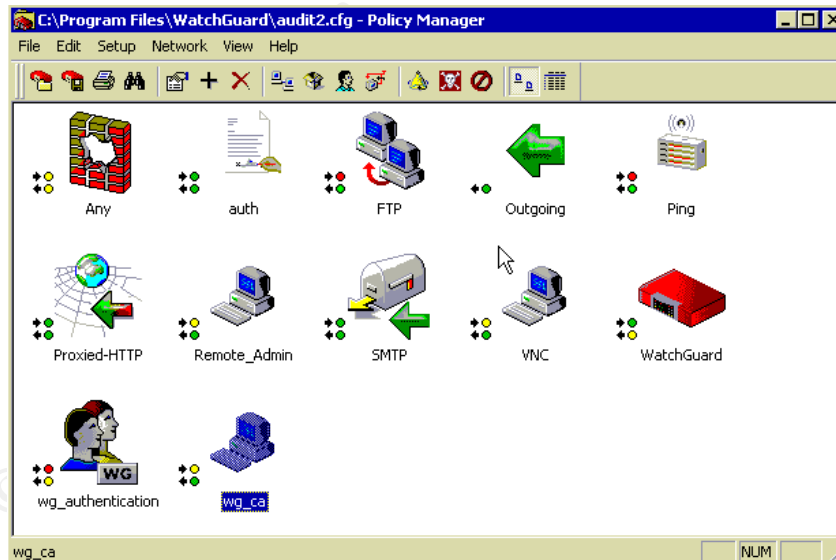 C:\Program Files\WatchGuard\audit2.cfg - Policy Manager
File Edit Setup Network View Help
Any auth FTP Outgoing Ping
Proxied-HTTP Remote_Admin SMTP VNC WatchGuard
WG
wg_authentication wg_ca
wg_ca NUM